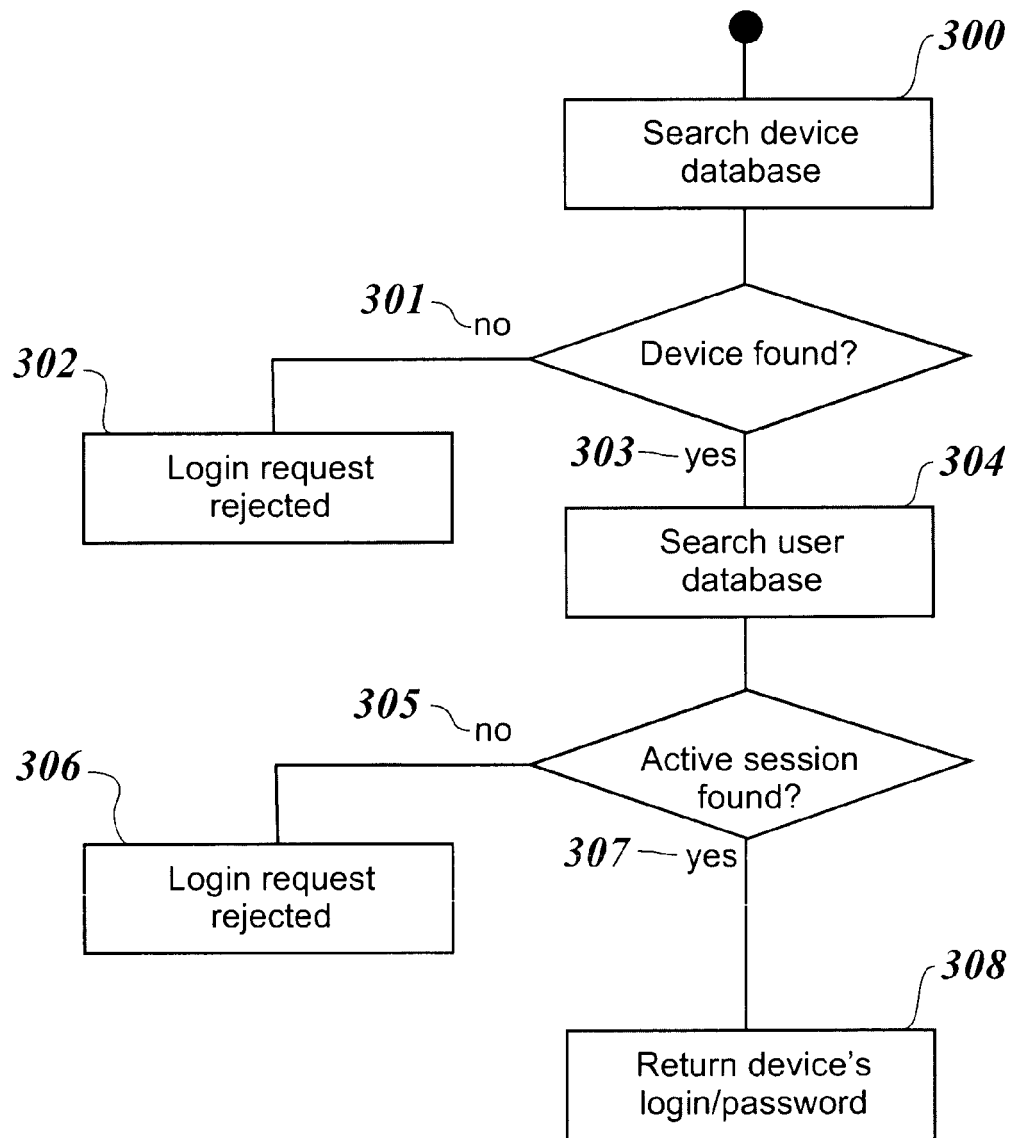 300
Search device
database
301
no
Device found?
302
Login request
rejected
303
yes
304
Search user
database
305
no
Active session
found?
306
Login request
rejected
307
yes
308
Return device's
login/password